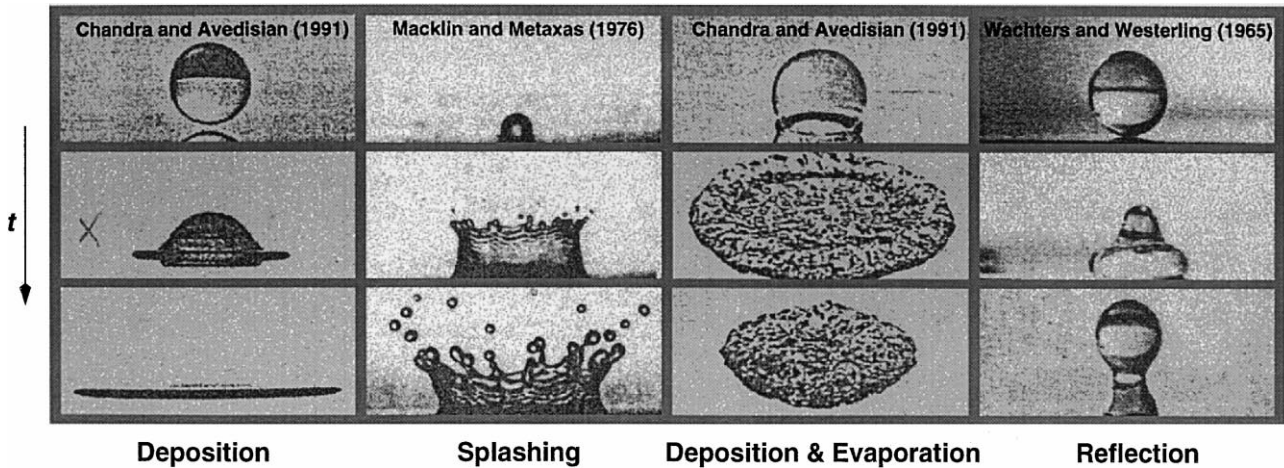 Chandra and Avedisian (1991)
Macklin and Metaxas (1976)
Chandra and Avedisian (1991)
Wachters and Westerling (1965)
t
X
Deposition
Splashing
Deposition & Evaporation
Reflection